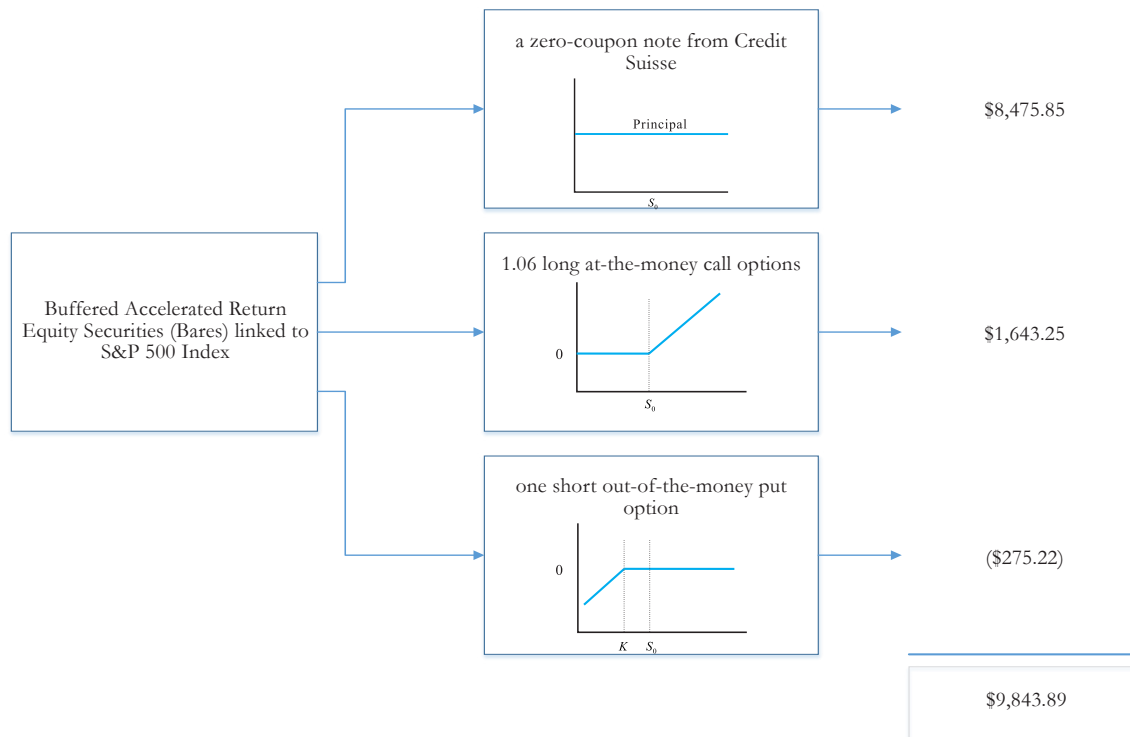 Buffered Accelerated Return
Equity Securities (Bares) linked to
S&P 500 Index
a zero-coupon note from Credit
Suisse
Principal
S₀
$8,475.85
1.06 long at-the-money call options
0
S₀
$1,643.25
one short out-of-the-money put
option
0
K S₀
($275.22)
$9,843.89